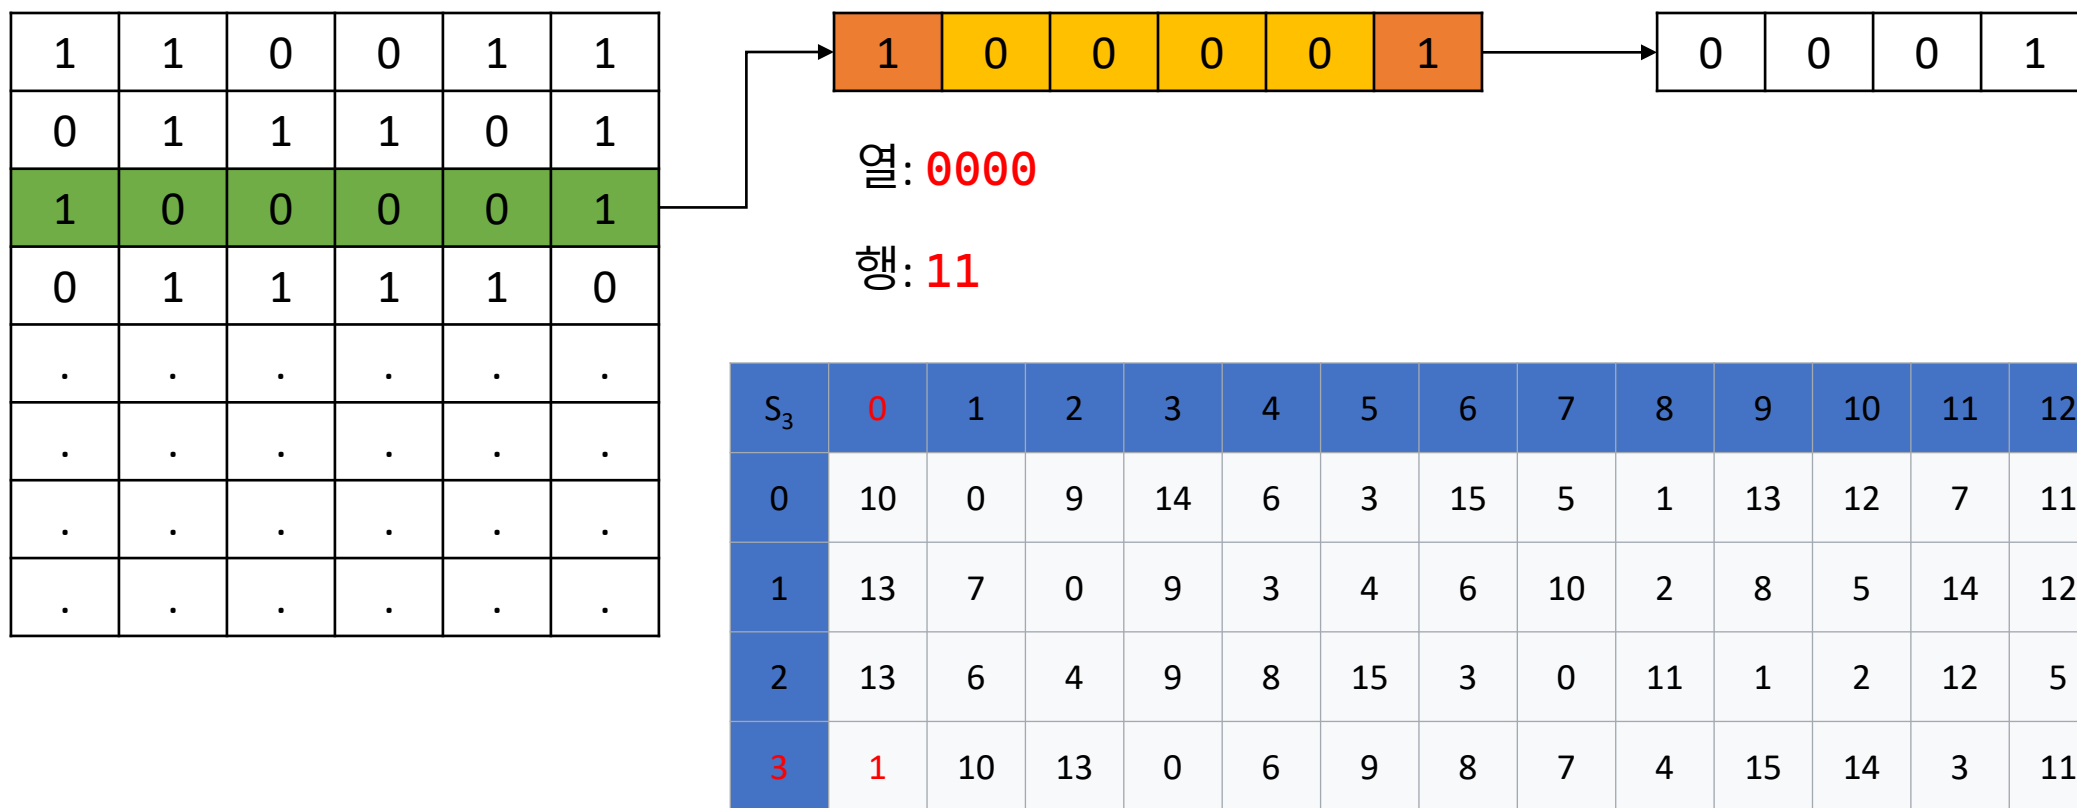 1 1 0 0 1 1
0 1 1 1 0 1
1 0 0 0 0 1
0 1 1 1 1 0
. . . . . .
. . . . . .
. . . . . .
. . . . . .
1 0 0 0 0 1
0 0 0 1
열: 0000
행: 11
S3 0 1 2 3 4 5 6 7 8 9 10 11 12
0 10 0 9 14 6 3 15 5 1 13 12 7 11
1 13 7 0 9 3 4 6 10 2 8 5 14 12
2 13 6 4 9 8 15 3 0 11 1 2 12 5
3 1 10 13 0 6 9 8 7 4 15 14 3 11